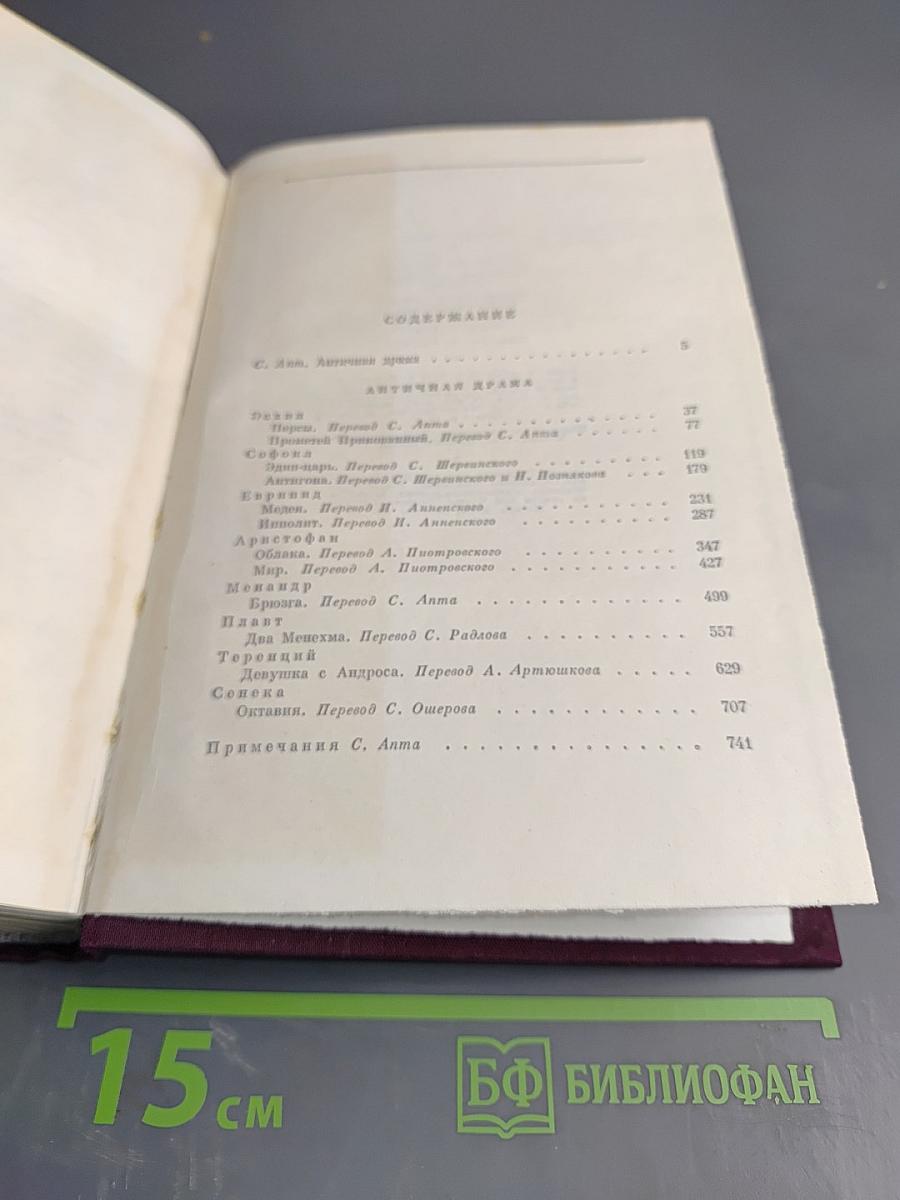 СОДЕРЖАНИЕ
С. Апт. Античная драма . . . . . . . . . . . . . . . . 5
АНТИЧНАЯ ДРАМА
Эсхил
Персы. Перевод С. Апта . . . . . . . . . . . . . . 37
Прометей Прикованный. Перевод С. Апта . . . . . . 77
Софокл
Эдип-царь. Перевод С. Шервинского . . . . . . . . 119
Антигона. Перевод С. Шервинского и Н. Познякова . . . 179
Еврипид
Медея. Перевод И. Анненского . . . . . . . . . . 231
Ипполит. Перевод И. Анненского . . . . . . . . . 287
Аристофан
Облака. Перевод А. Пиотровского . . . . . . . . . . 347
Мир. Перевод А. Пиотровского . . . . . . . . . . . 427
Менандр
Брюзга. Перевод С. Апта . . . . . . . . . . . . . 499
Плавт
Два Менехма. Перевод С. Радлова . . . . . . . . . . 557
Теренций
Девушка с Андроса. Перевод А. Артюшкова . . . . . 629
Сенека
Октавия. Перевод С. Ошерова . . . . . . . . . . . . 707
Примечания С. Апта . . . . . . . . . . . . . . . 741
15 см
БФ БИБЛИОФАН